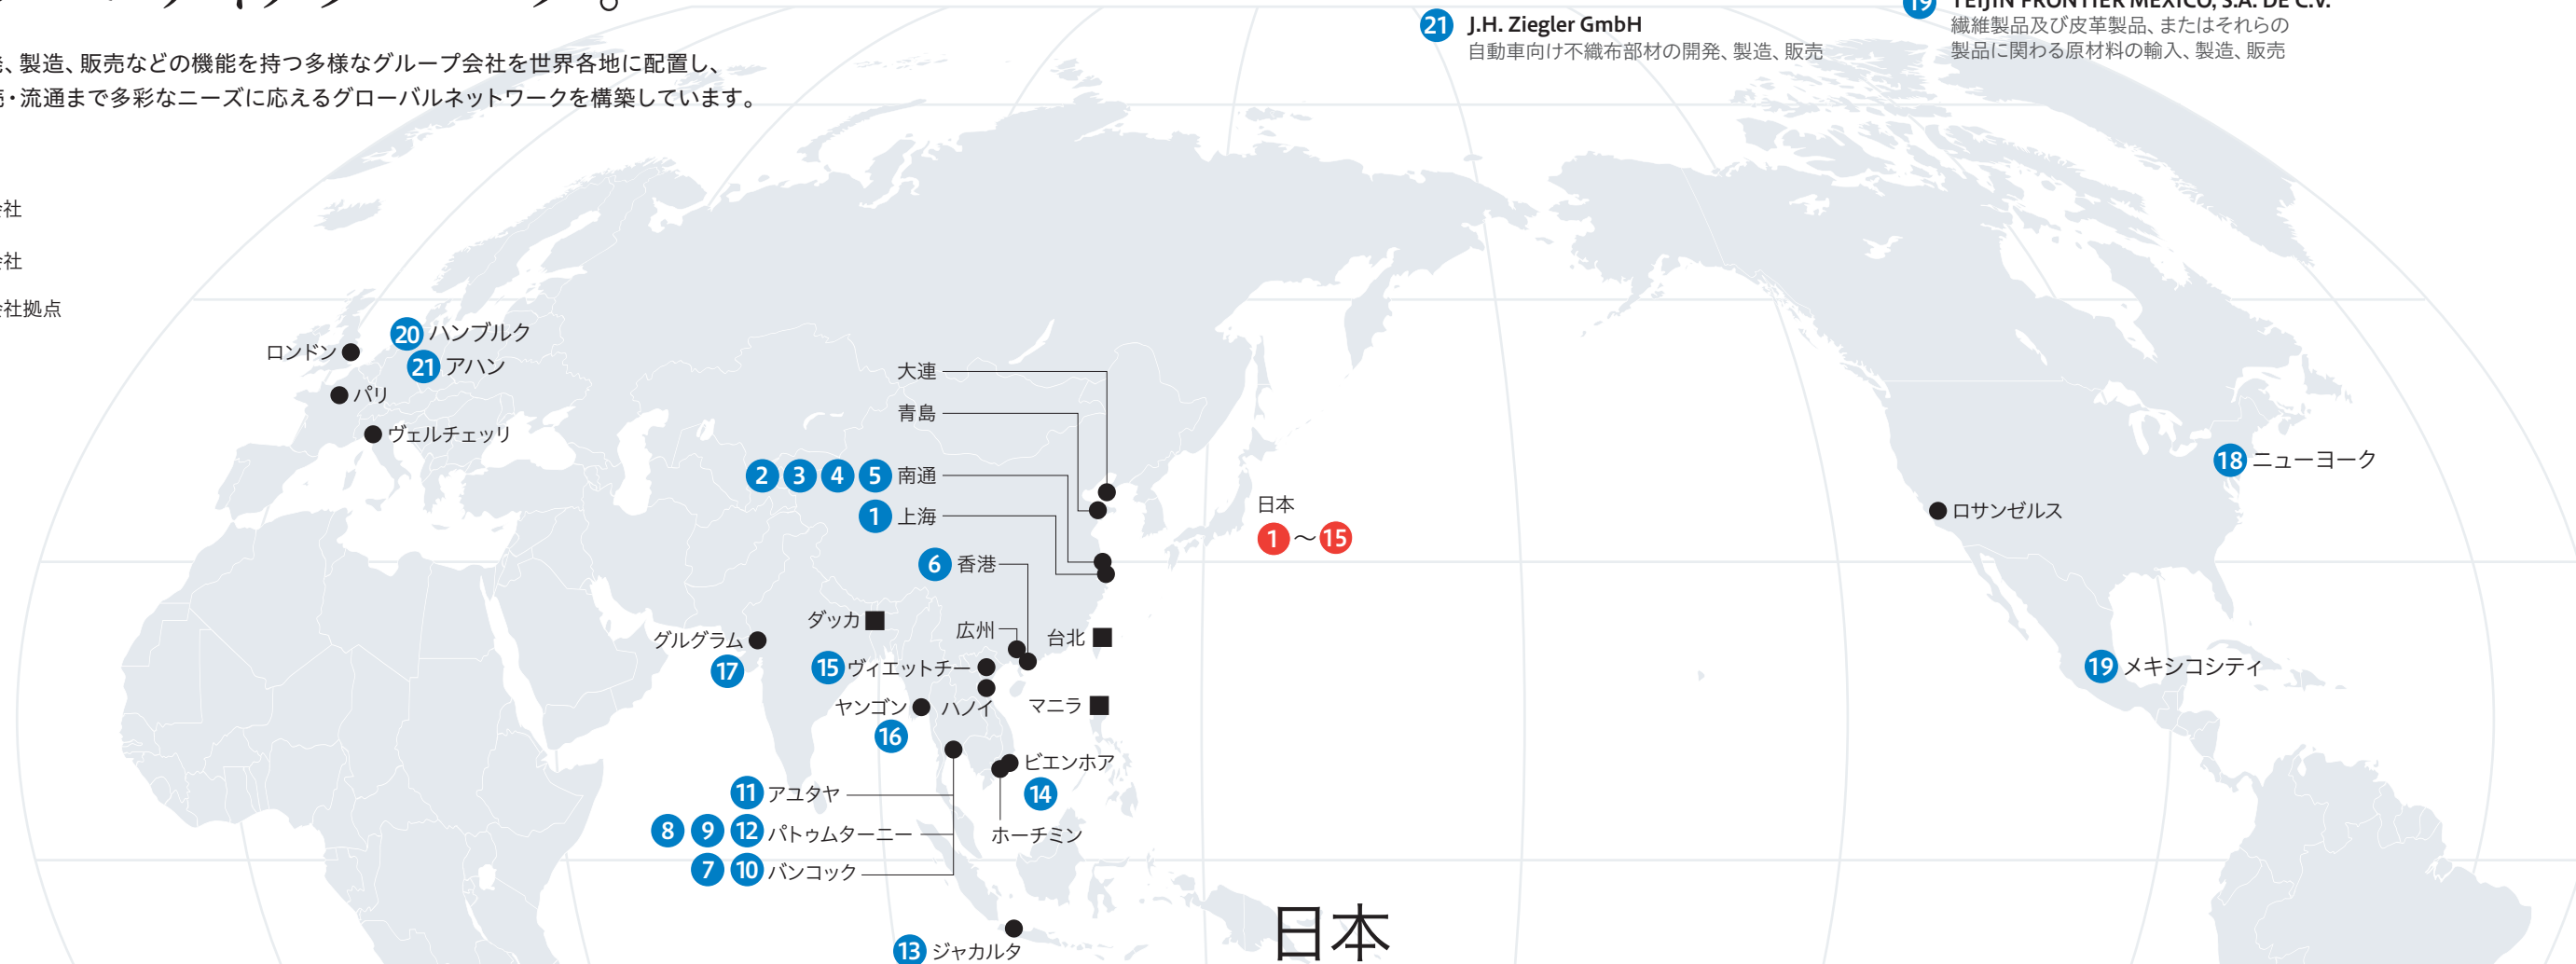 J.H. Ziegler GmbH
21
自動車向け不織布部材の開発、製造、販売
19
TEIJIN FRONTIER MEXICO, S.A. DE C.V.
繊維製品及び皮革製品、またはそれらの
製品に関わる原材料の輸入、製造、販売
、製造、販売などの機能を持つ多様なグループ会社を世界各地に配置し、
・流通まで多彩なニーズに応えるグローバルネットワークを構築しています。
社
社
社拠点
20 ハンブルク
ロンドン
21 アハン
パリ
ヴェルチェッリ
大連
青島
2 3 4 5 南通
1 上海
6 香港
日本
1～15
18 ニューヨーク
ロサンゼルス
ダッカ
広州
台北
グルグラム
17
15 ヴィエットチー
ヤンゴン
16
ハノイ
マニラ
19 メキシコシティ
ビエンホア
14
11 アユタヤ
8 9 12 パトゥムターニー
ホーチミン
7 10 バンコック
13 ジャカルタ
日本